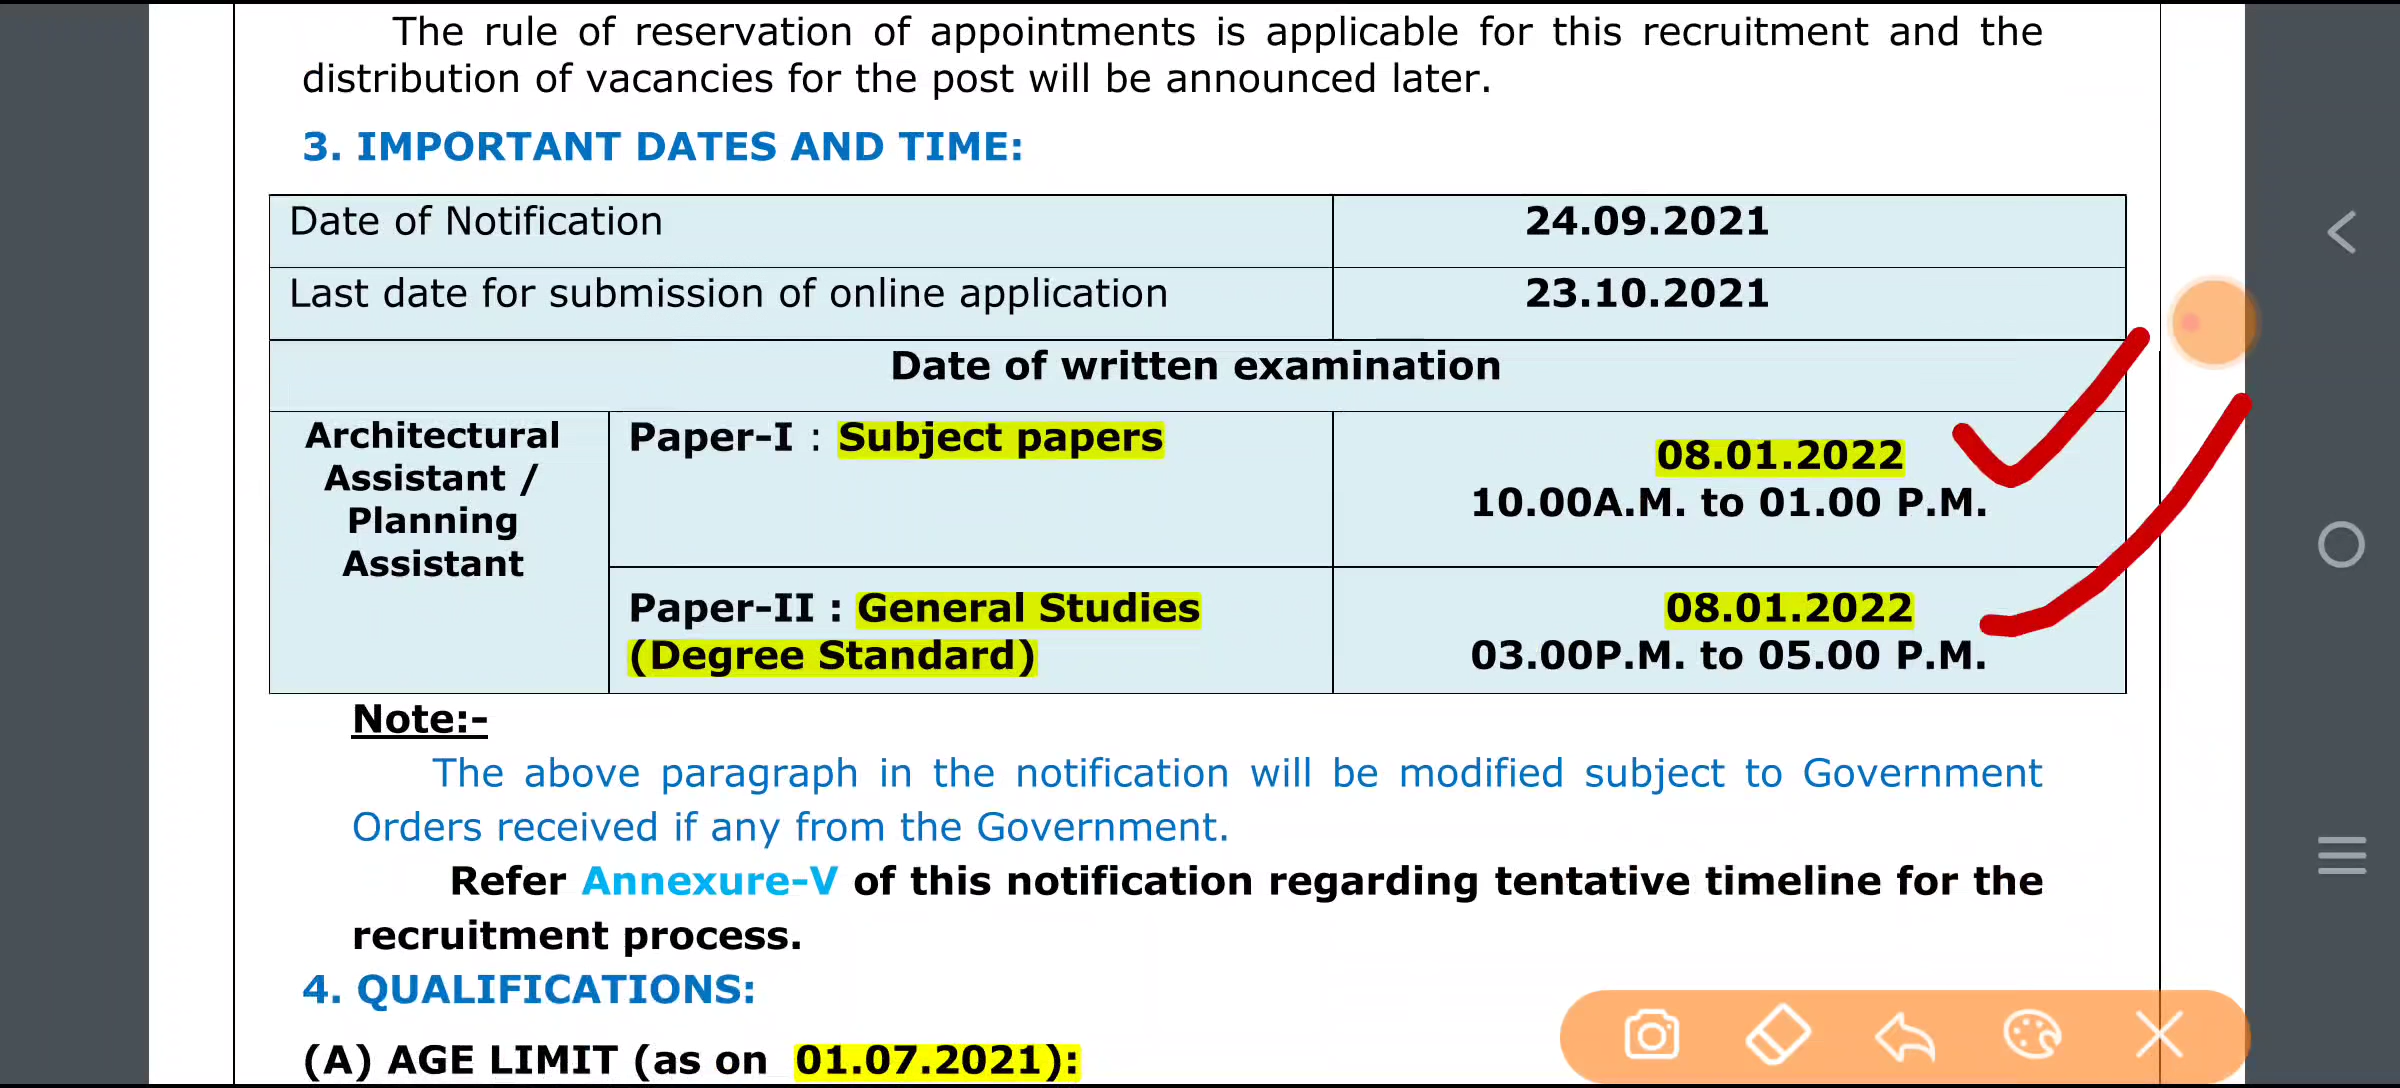 The rule of reservation of appointments is applicable for this recruitment and the
distribution of vacancies for the post will be announced later.
3. IMPORTANT DATES AND TIME:
Date of Notification 24.09.2021
Last date for submission of online application 23.10.2021
Date of written examination
Architectural
Assistant /
Planning
Assistant
Paper-I : Subject papers
08.01.2022
10.00A.M. to 01.00 P.M.
Paper-II : General Studies
(Degree Standard)
08.01.2022
03.00P.M. to 05.00 P.M.
Note:-
The above paragraph in the notification will be modified subject to Government
Orders received if any from the Government.
Refer Annexure-V of this notification regarding tentative timeline for the
recruitment process.
4. QUALIFICATIONS:
(A) AGE LIMIT (as on 01.07.2021):